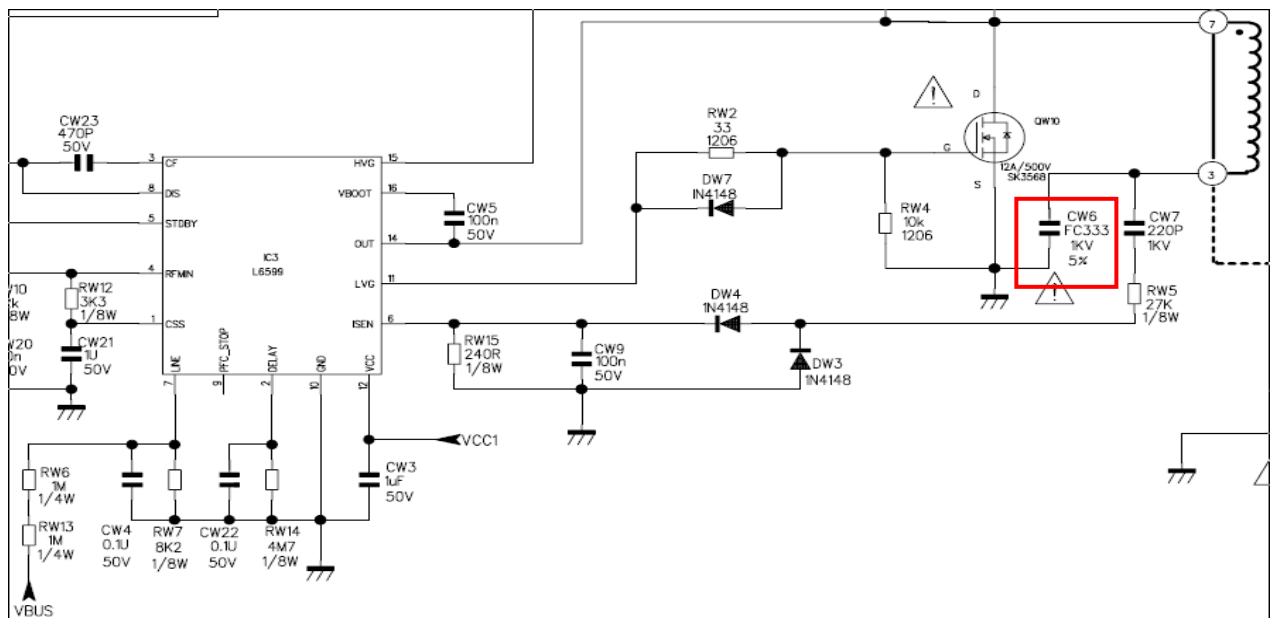 7
CW23
470P
50V
3
CF
HVG
15
8
DIS
VBOOT
16
5
STDBY
CW5
100n
50V
OUT
14
IC3
L6599
4
RFMIN
LVG
11
RW12
3K3
1/8W
1
CSS
ISEN
6
CW21
1U
50V
LINE
PFC_STOP
DELAY
GND
VCC
7
9
2
10
12
RW2
33
1206
DW7
1N4148
D
G
S
QW10
12A/500V
SK3568
RW4
10k
1206
3
CW6
FC333
1KV
5%
CW7
220P
1KV
RW5
27K
1/8W
!
!
DW4
1N4148
RW15
240R
1/8W
CW9
100n
50V
DW3
1N4148
VCC1
CW3
1uF
50V
RW6
1M
1/4W
RW13
1M
1/4W
CW4
0.1U
50V
RW7
8K2
1/8W
CW22
0.1U
50V
RW14
4M7
1/8W
VBUS